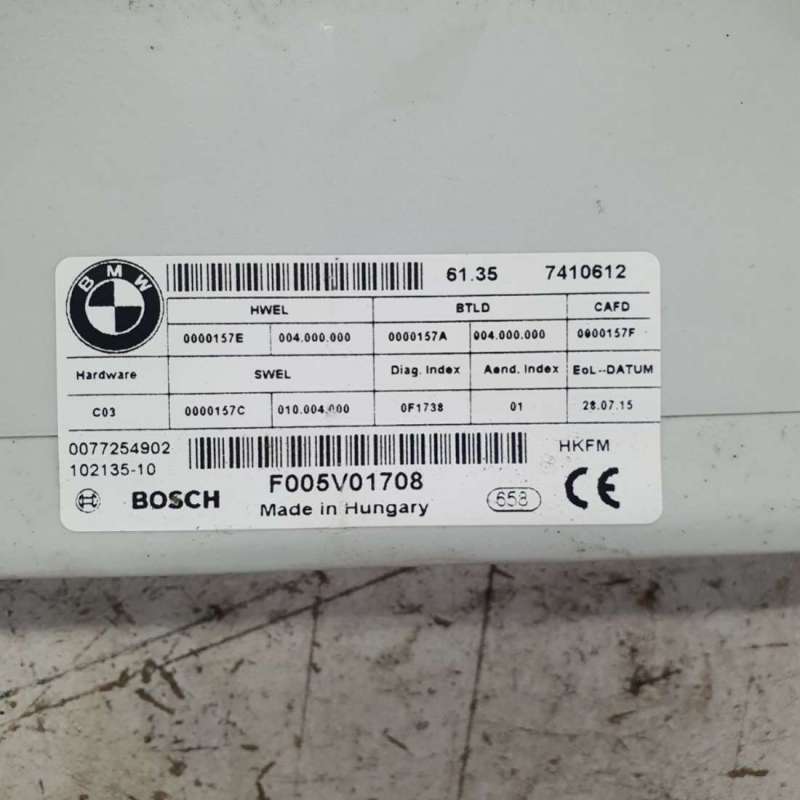 BMW 61.35 7410612
HWEL BTLD CAFD
0000157E 004.000.000 0000157A 004.000.000 0000157F
Hardware SWEL Diag. Index Aend. Index EoL--DATUM
C03 0000157C 010.004.000 0F1738 01 28.07.15
0077254902 HKFM
102135-10
BOSCH F005V01708 658 CE
Made in Hungary